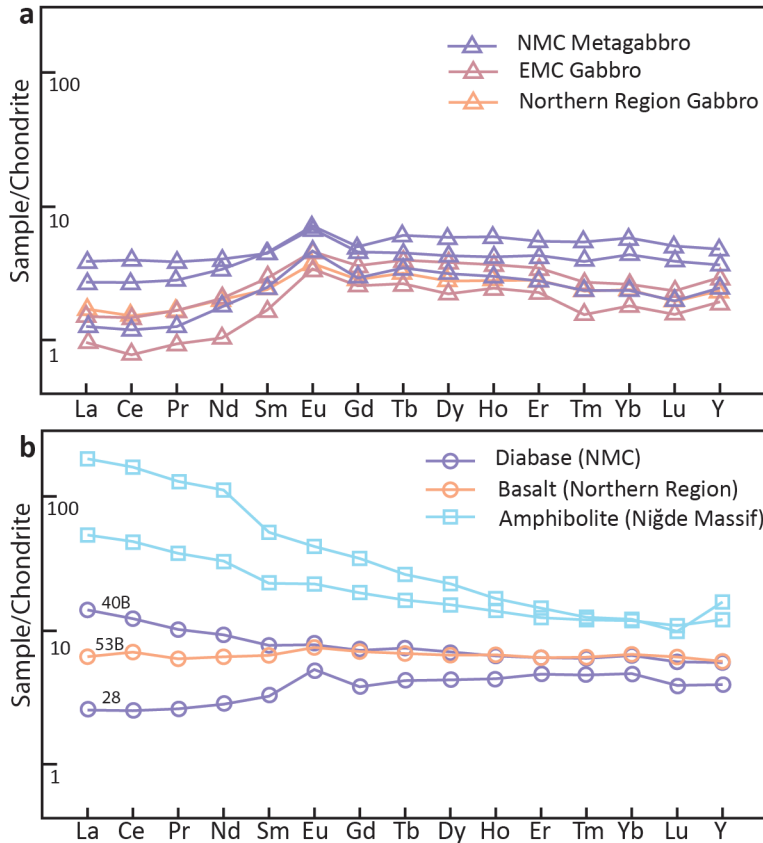 a
NMC Metagabbro
EMC Gabbro
Northern Region Gabbro
Sample/Chondrite
100
10
1
La Ce Pr Nd Sm Eu Gd Tb Dy Ho Er Tm Yb Lu Y
b
Diabase (NMC)
Basalt (Northern Region)
Amphibolite (Niğde Massif)
Sample/Chondrite
100
40B
10
53B
28
1
La Ce Pr Nd Sm Eu Gd Tb Dy Ho Er Tm Yb Lu Y